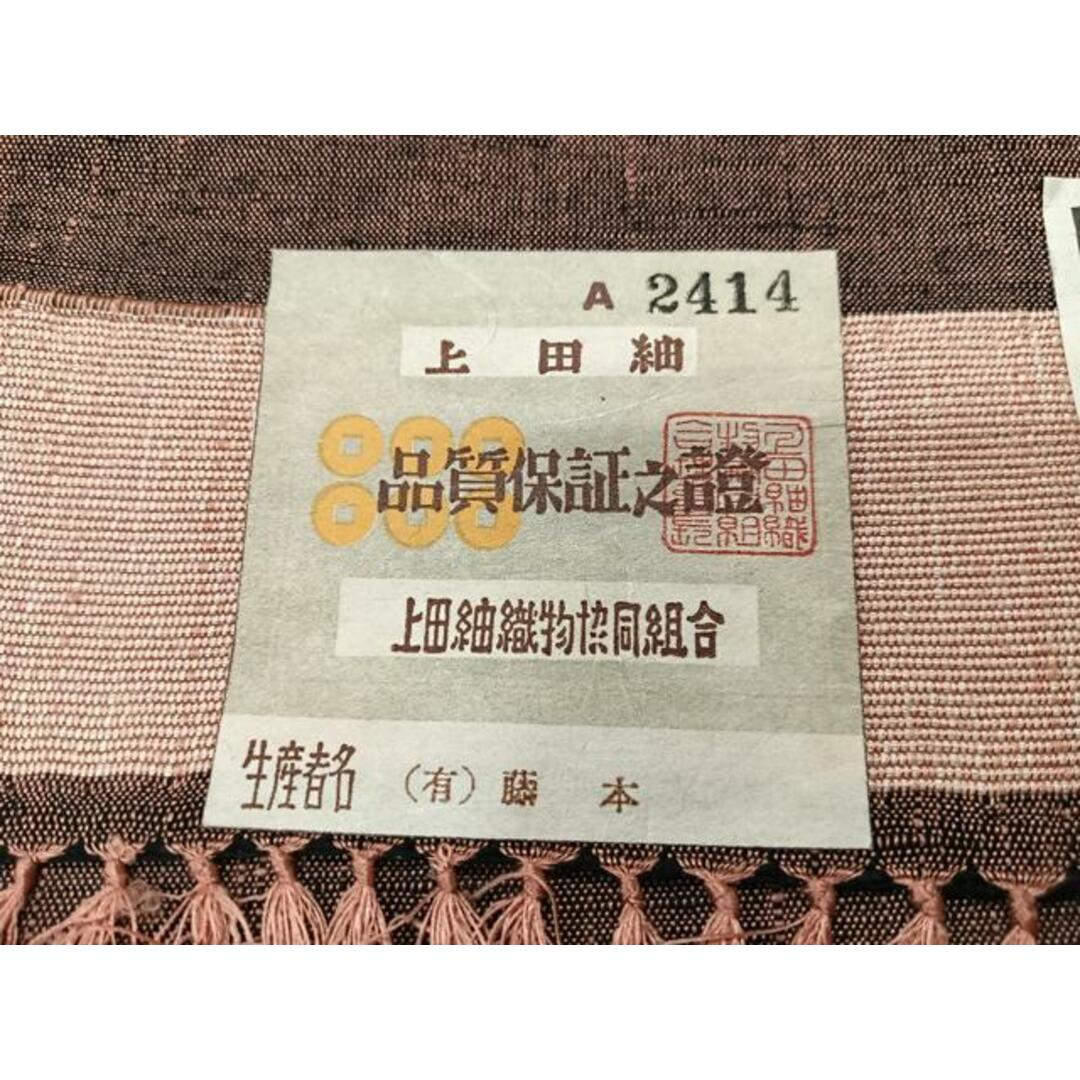 A 2414
上田紬
品質保証之證
上田紬織物協同組合
生産者名 (有) 藤本